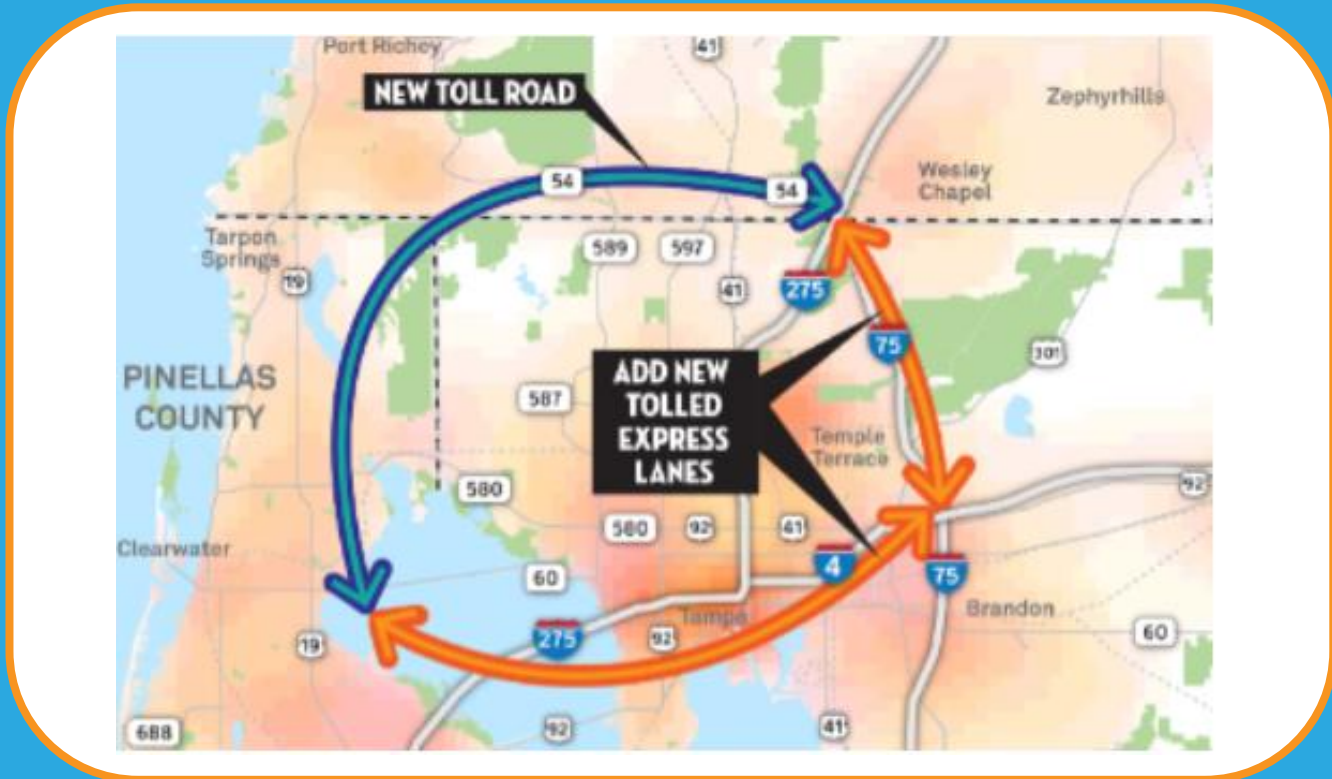 Port Richey
41
NEW TOLL ROAD
Zephyrhills
54
54
Wesley
Chapel
Tarpon
Springs
19
589
597
41
275
75
301
PINELLAS
COUNTY
ADD NEW
TOLLED
EXPRESS
LANES
587
Temple
Terrace
580
92
580
92
41
Clearwater
60
4
75
Brandon
Tampa
275
92
60
19
688
92
41